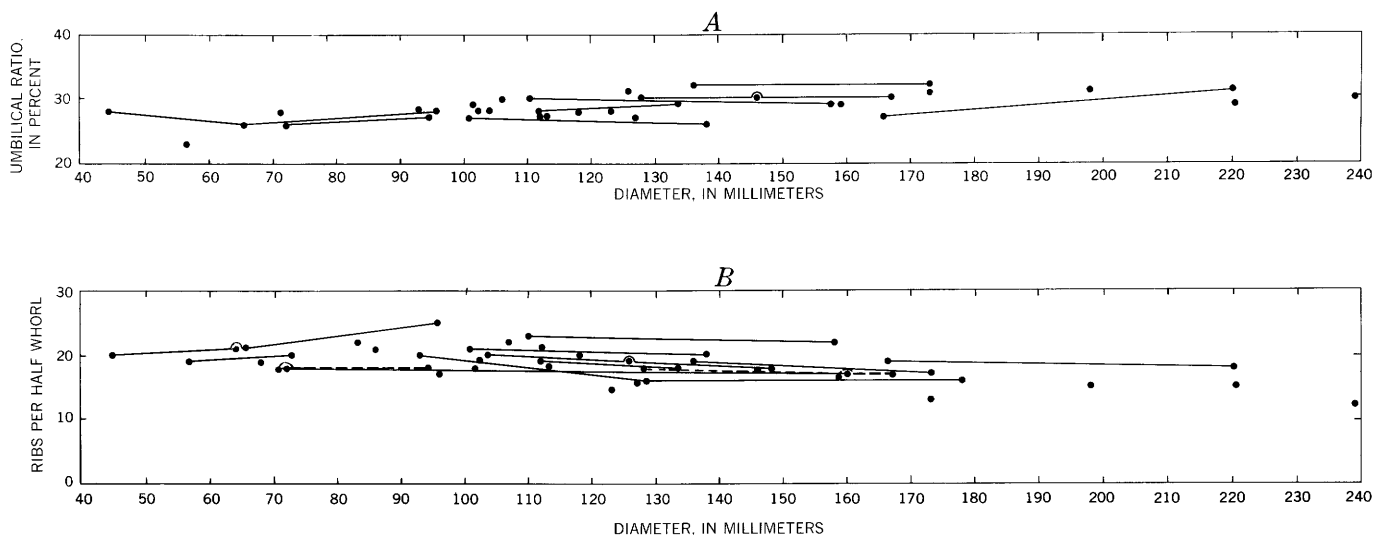 A
UMBILICAL RATIO,
IN PERCENT
40
30
20
40 50 60 70 80 90 100 110 120 130 140 150 160 170 180 190 200 210 220 230 240
DIAMETER, IN MILLIMETERS
B
RIBS PER HALF WHORL
30
20
10
0
40 50 60 70 80 90 100 110 120 130 140 150 160 170 180 190 200 210 220 230 240
DIAMETER, IN MILLIMETERS